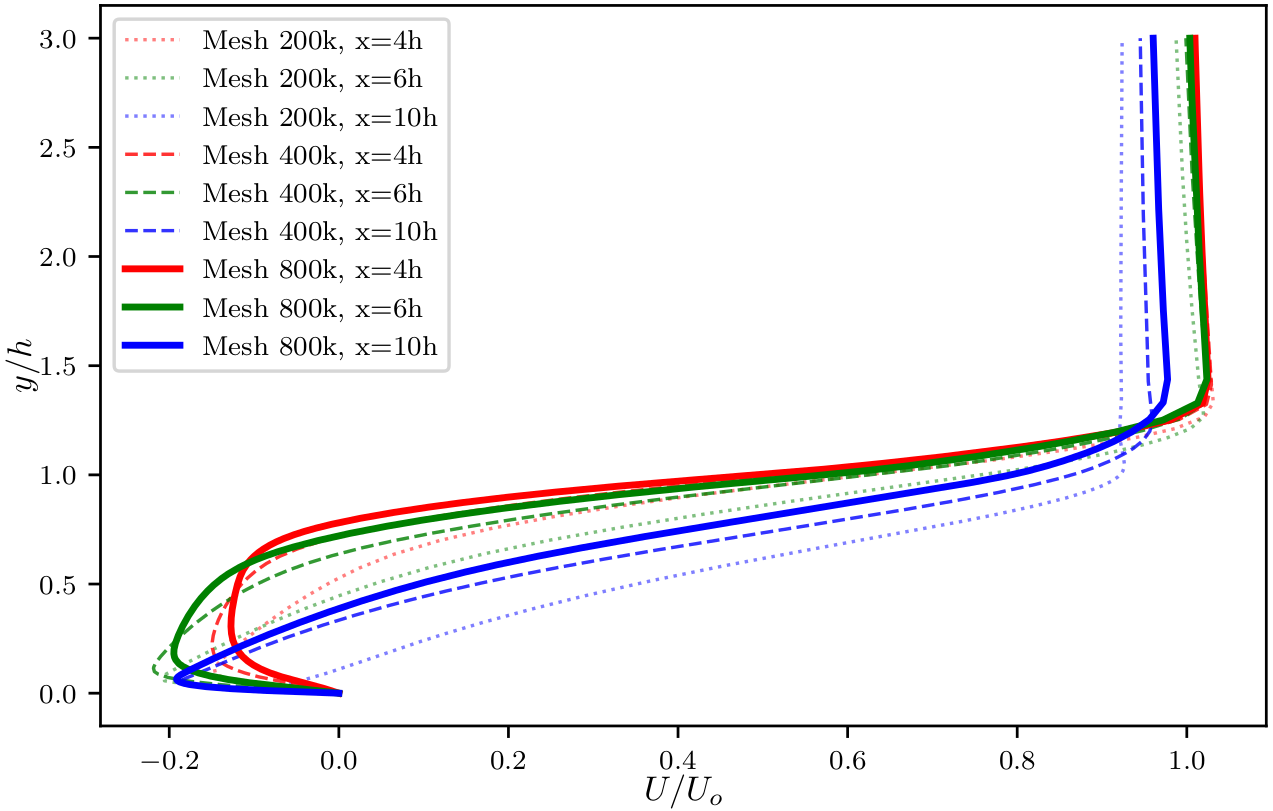 3.0
2.5
2.0
1.5
1.0
0.5
0.0
y/h
Mesh 200k, x=4h
Mesh 200k, x=6h
Mesh 200k, x=10h
Mesh 400k, x=4h
Mesh 400k, x=6h
Mesh 400k, x=10h
Mesh 800k, x=4h
Mesh 800k, x=6h
Mesh 800k, x=10h
−0.2 0.0 0.2 0.4 0.6 0.8 1.0
U/Uₒ